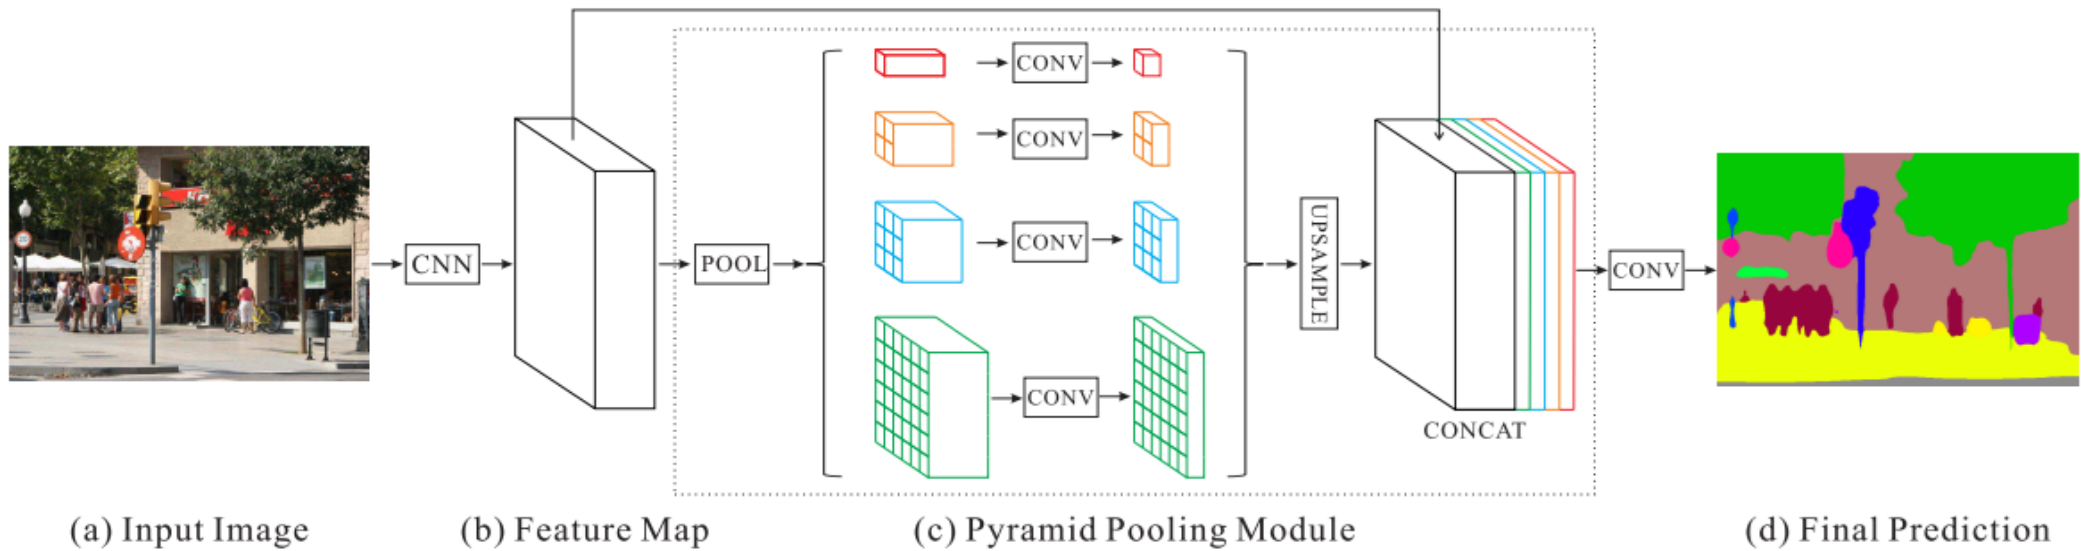 CNN
POOL
CONV
CONV
CONV
CONV
UPSAMPLE
CONCAT
CONV
(a) Input Image
(b) Feature Map
(c) Pyramid Pooling Module
(d) Final Prediction